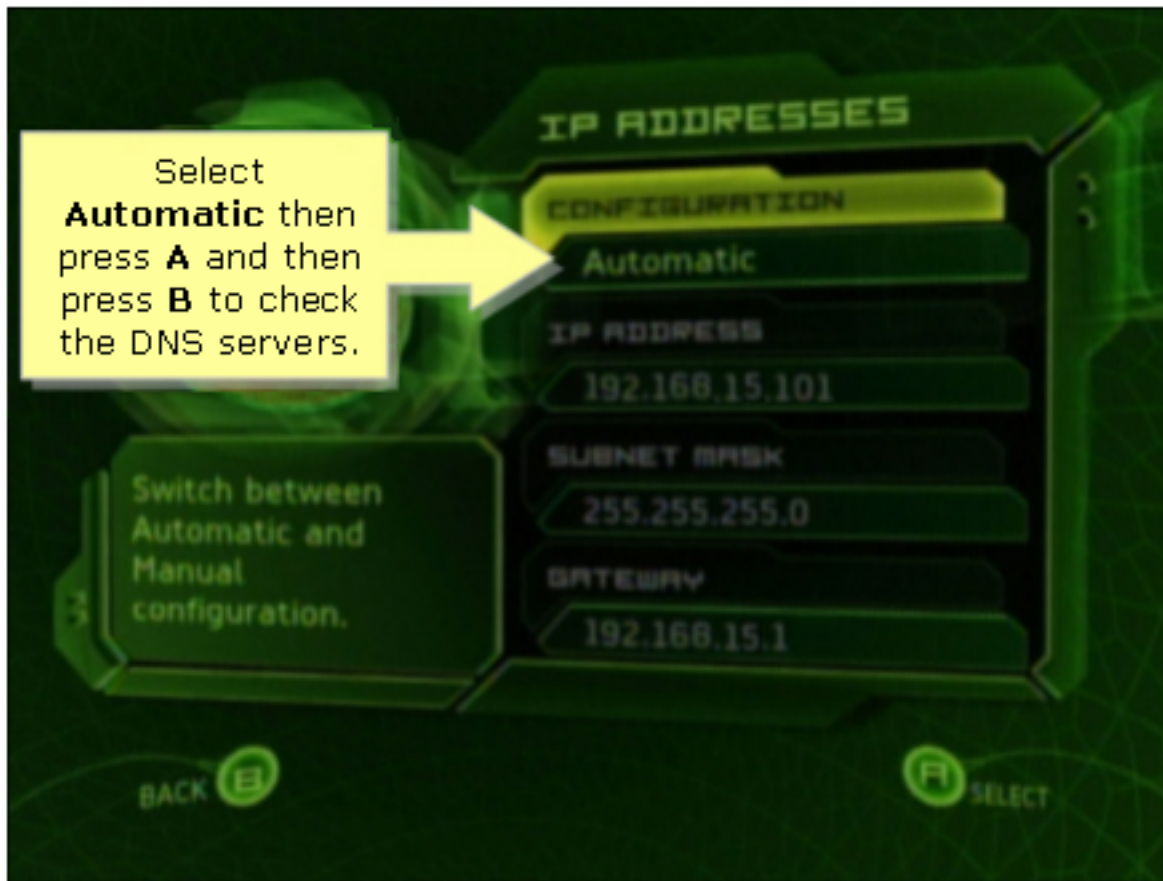 IP ADDRESSES
Select
Automatic then
press A and then
press B to check
the DNS servers.
CONFIGURATION
Automatic
IP ADDRESS
192.168.15.101
SUBNET MASK
255.255.255.0
GATEWAY
192.168.15.1
Switch between
Automatic and
Manual
configuration.
BACK B
A SELECT